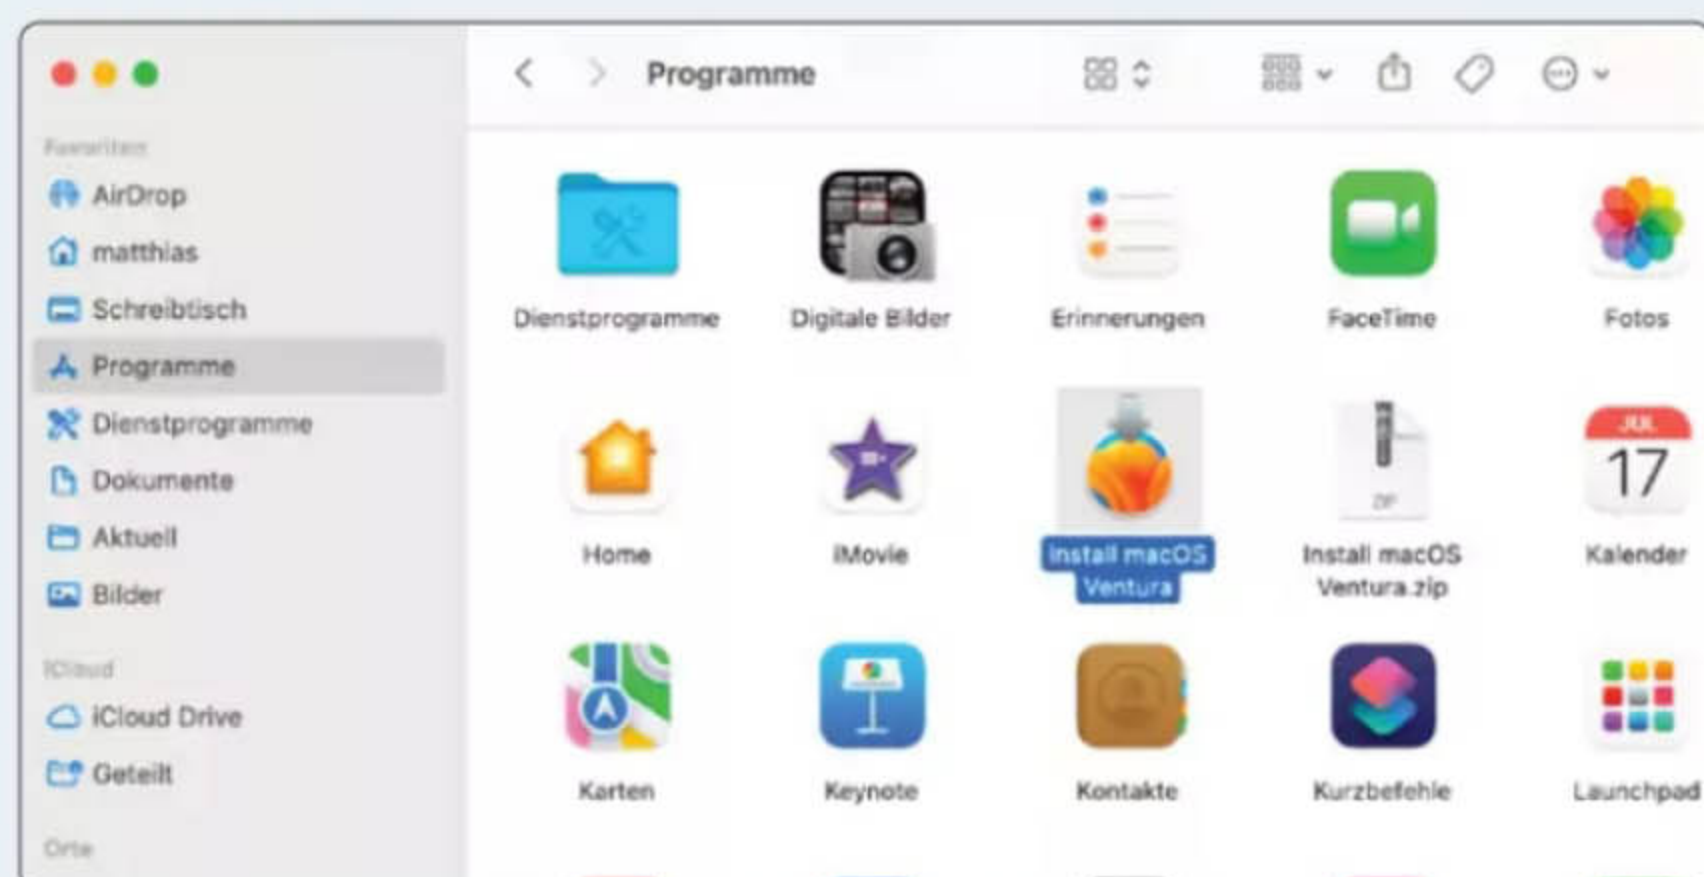 Programme
Favoriten
AirDrop
matthias
Schreibtisch
Programme
Dienstprogramme
Dokumente
Aktuell
Bilder
iCloud
iCloud Drive
Geteilt
Orte
Dienstprogramme
Digitale Bilder
Erinnerungen
FaceTime
Fotos
JUL
17
ZIP
Home
iMovie
Install macOS
Ventura
Install macOS
Ventura.zip
Kalender
Karten
Keynote
Kontakte
Kurzbefehle
Launchpad